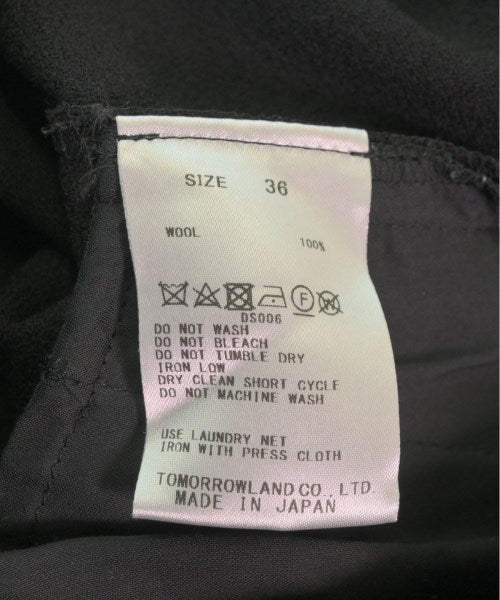 SIZE 36
WOOL 100%
F W
DS006
DO NOT WASH
DO NOT BLEACH
DO NOT TUMBLE DRY
IRON LOW
DRY CLEAN SHORT CYCLE
DO NOT MACHINE WASH
USE LAUNDRY NET
IRON WITH PRESS CLOTH
TOMORROWLAND CO., LTD.
MADE IN JAPAN